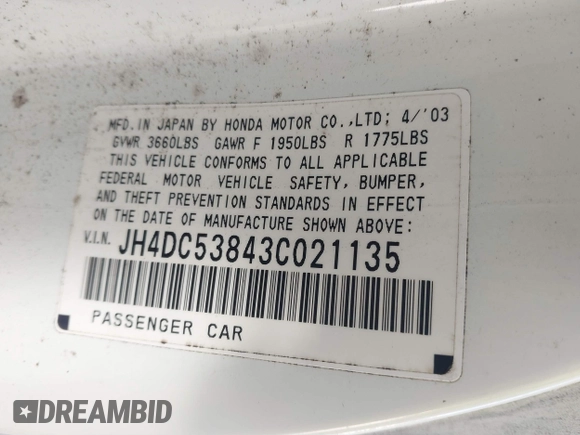 MFD. IN JAPAN BY HONDA MOTOR CO.,LTD; 4/'03
GVWR 3660LBS GAWR F 1950LBS R 1775LBS
THIS VEHICLE CONFORMS TO ALL APPLICABLE
FEDERAL MOTOR VEHICLE SAFETY, BUMPER,
AND THEFT PREVENTION STANDARDS IN EFFECT
ON THE DATE OF MANUFACTURE SHOWN ABOVE:
V.I.N. JH4DC53843C021135
PASSENGER CAR
DREAMBID